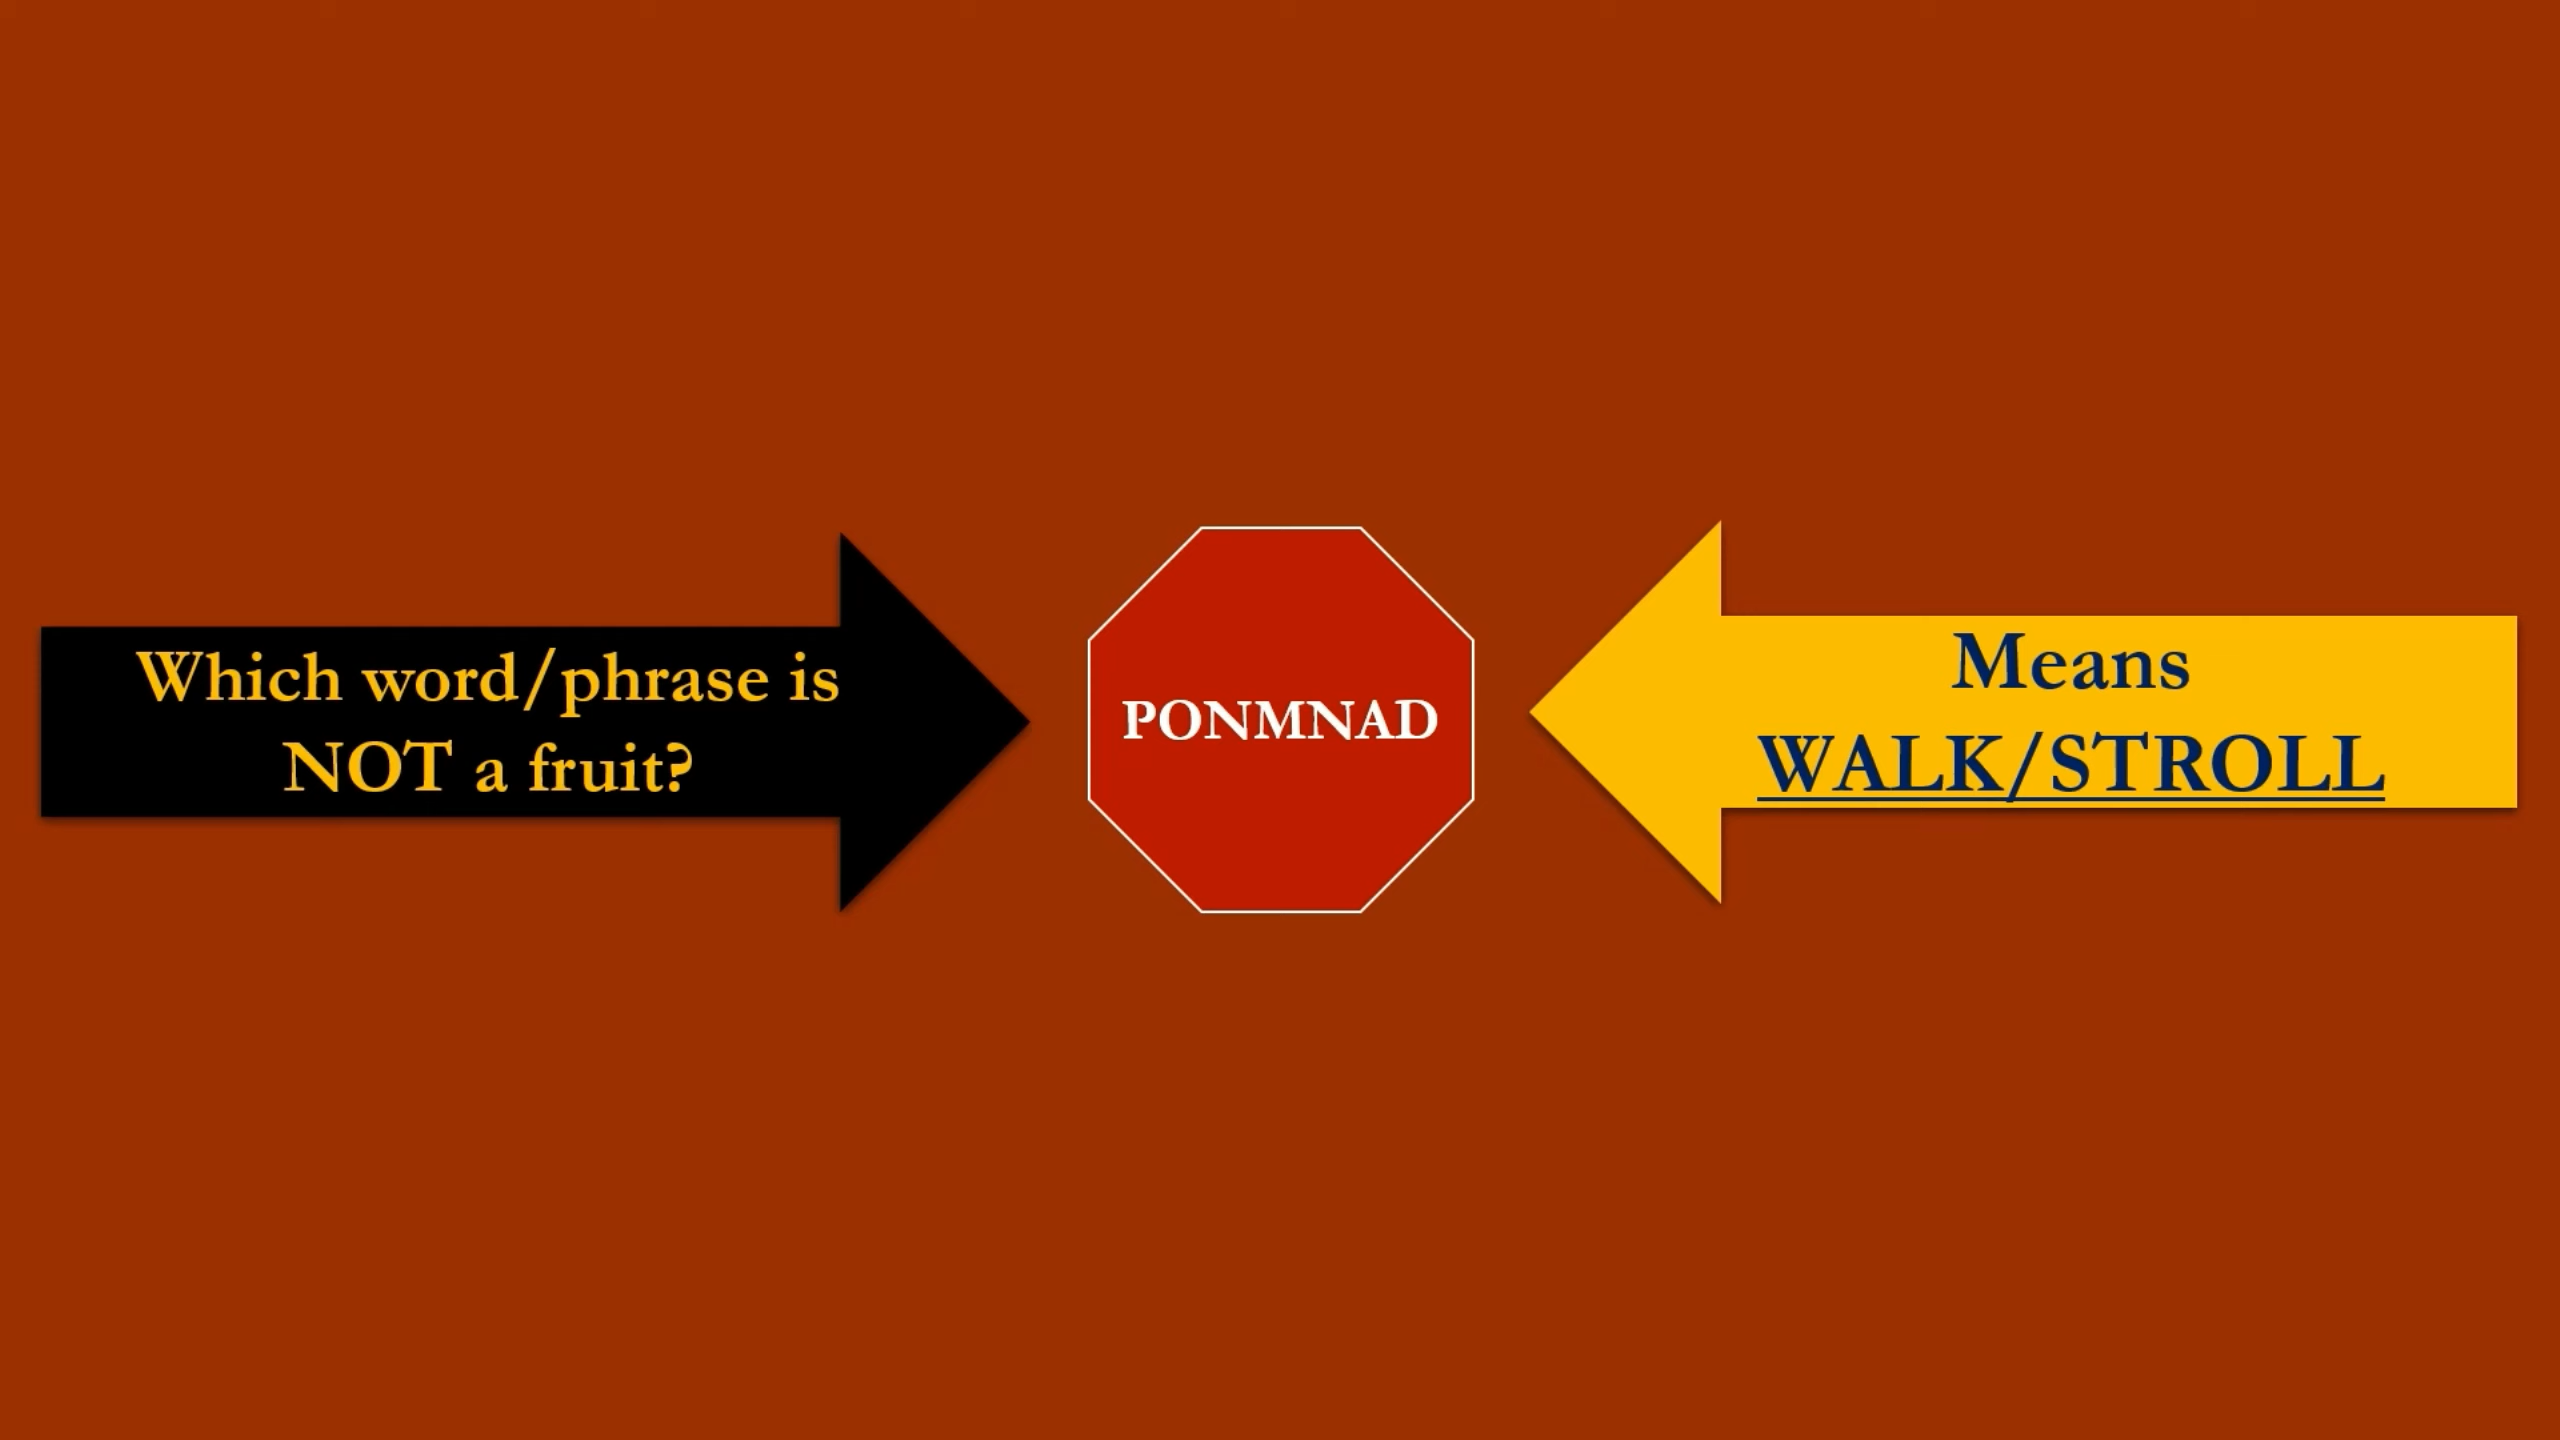 Which word/phrase is
NOT a fruit?
PONMNAD
Means
WALK/STROLL